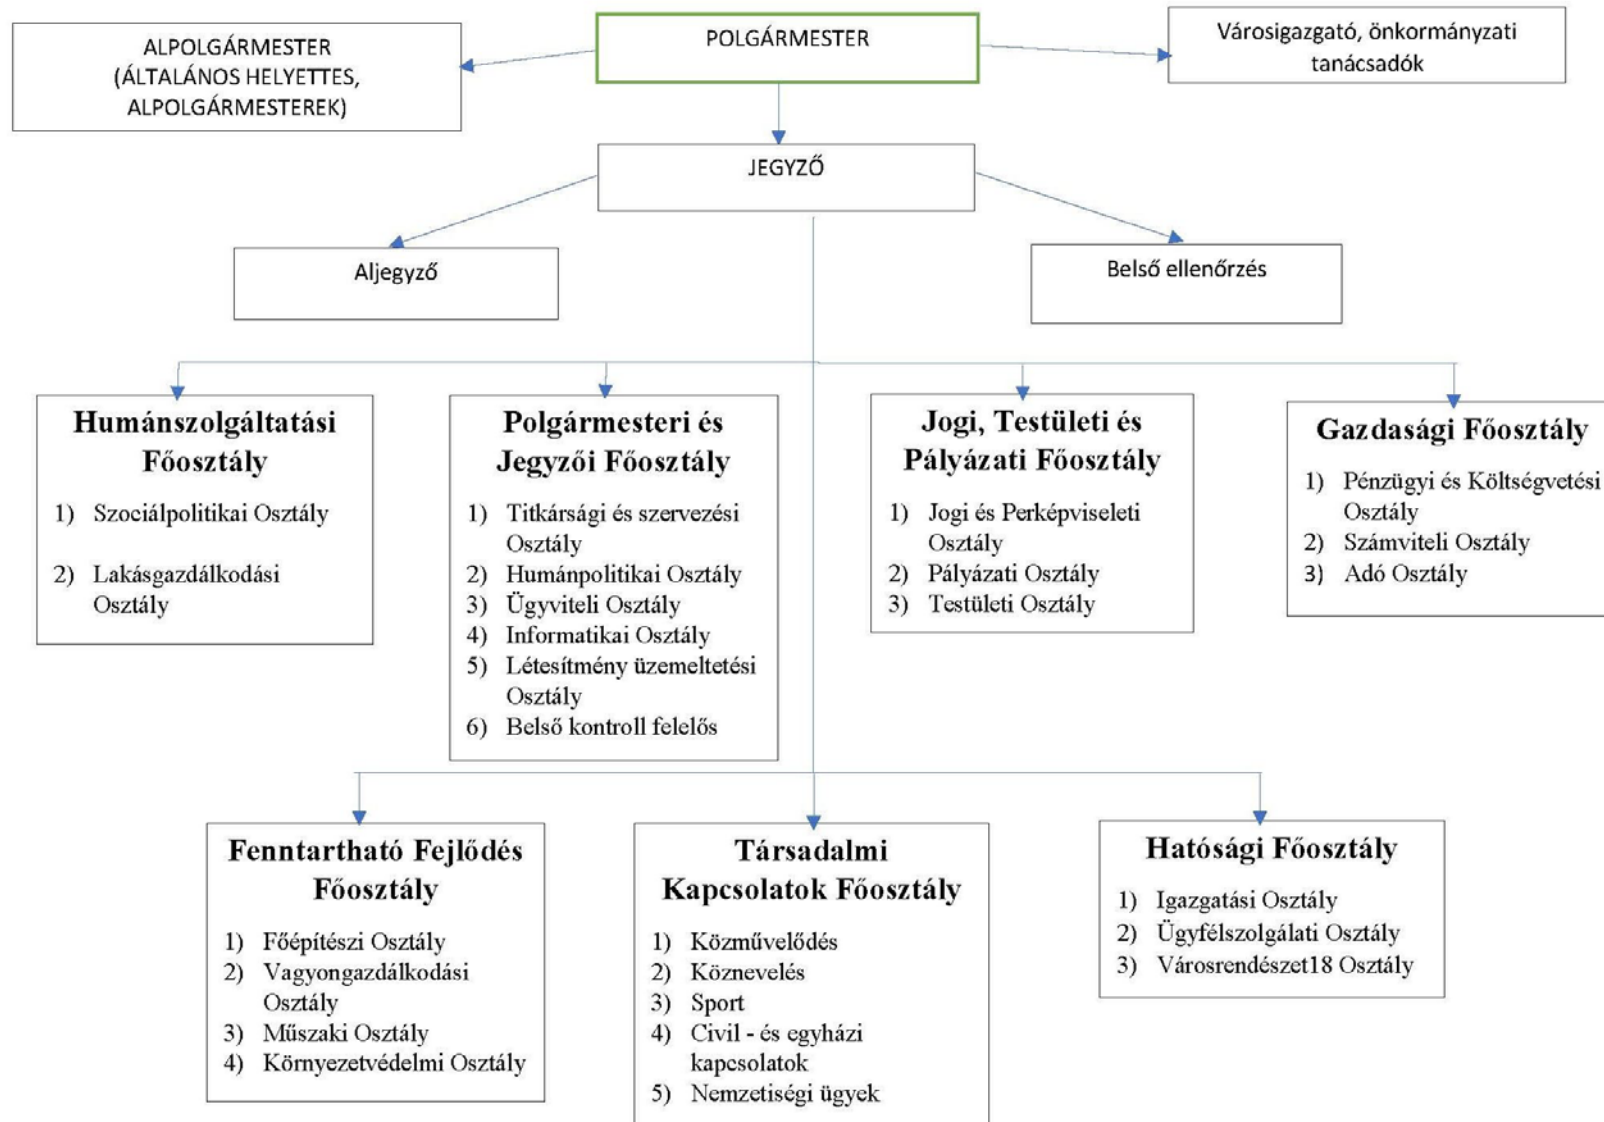 ALPOLGÁRMESTER
(ÁLTALÁNOS HELYETTES,
ALPOLGÁRMESTEREK)
POLGÁRMESTER
Városigazgató, önkormányzati
tanácsadók
JEGYZŐ
Aljegyző
Belső ellenőrzés
Humánszolgáltatási
Főosztály
1) Szociálpolitikai Osztály
2) Lakásgazdálkodási
Osztály
Polgármesteri és
Jegyzői Főosztály
1) Titkársági és szervezési
Osztály
2) Humánpolitikai Osztály
3) Ügyviteli Osztály
4) Informatikai Osztály
5) Létesítmény üzemeltetési
Osztály
6) Belső kontroll felelős
Jogi, Testületi és
Pályázati Főosztály
1) Jogi és Perképviseleti
Osztály
2) Pályázati Osztály
3) Testületi Osztály
Gazdasági Főosztály
1) Pénzügyi és Költségvetési
Osztály
2) Számviteli Osztály
3) Adó Osztály
Fenntartható Fejlődés
Főosztály
1) Főépítészi Osztály
2) Vagyongazdálkodási
Osztály
3) Műszaki Osztály
4) Környezetvédelmi Osztály
Társadalmi
Kapcsolatok Főosztály
1) Közművelődés
2) Köznevelés
3) Sport
4) Civil - és egyházi
kapcsolatok
5) Nemzetiségi ügyek
Hatósági Főosztály
1) Igazgatási Osztály
2) Ügyfélszolgálati Osztály
3) Városrendészet18 Osztály